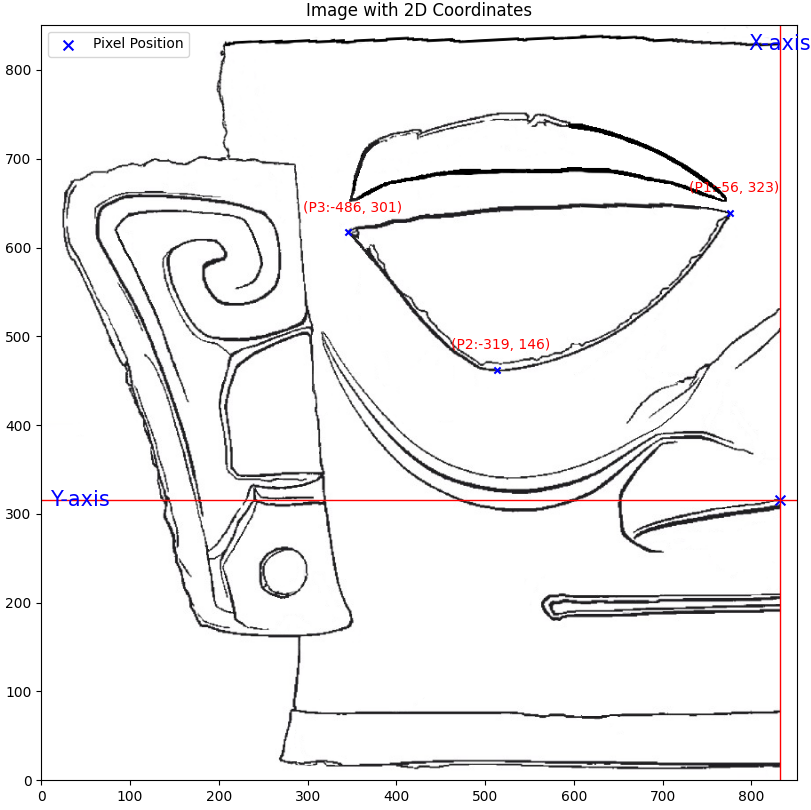 Image with 2D Coordinates
Pixel Position
X-axis
(P1:-56, 323)
(P3:-486, 301)
(P2:-319, 146)
Y-axis
800
700
600
500
400
300
200
100
0
0 100 200 300 400 500 600 700 800